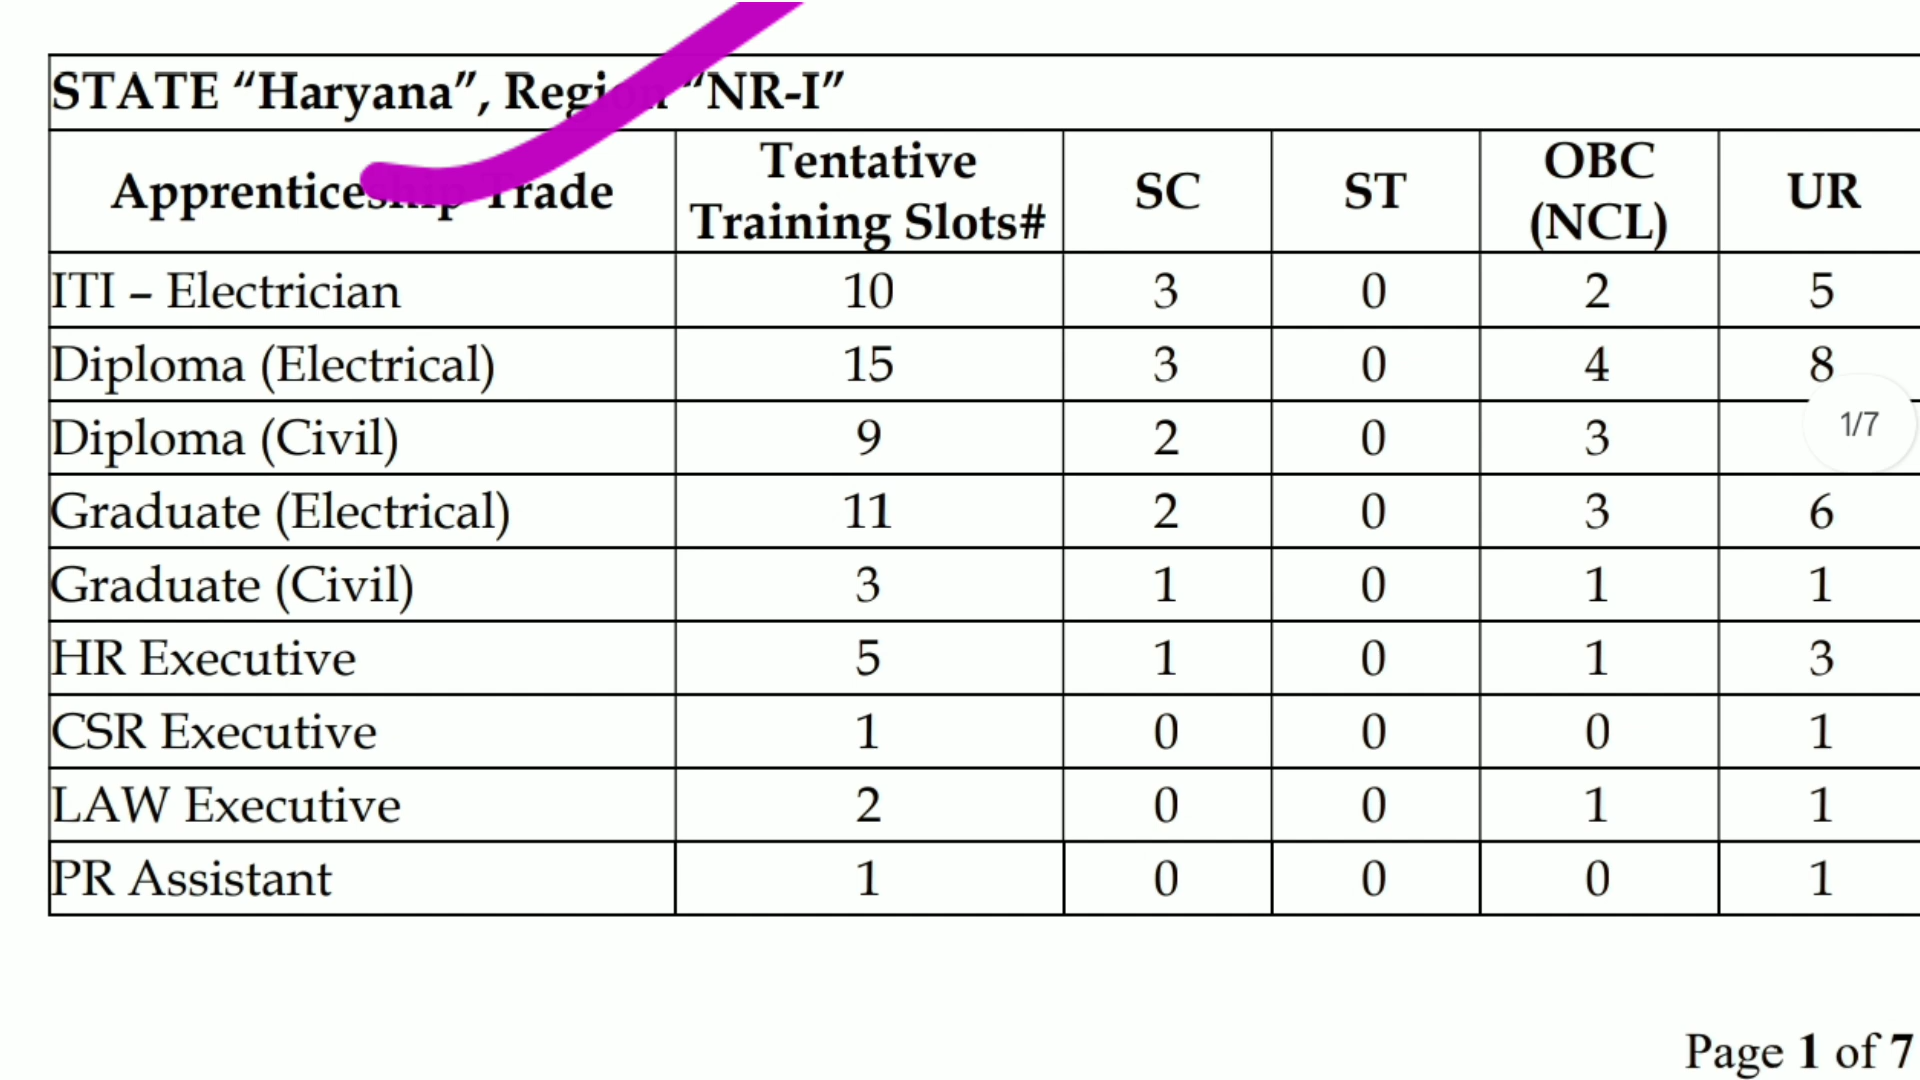 STATE “Haryana”, Region “NR-I”
Apprenticeship Trade Tentative Training Slots# SC ST OBC (NCL) UR
ITI – Electrician 10 3 0 2 5
Diploma (Electrical) 15 3 0 4 8
Diploma (Civil) 9 2 0 3
1/7
Graduate (Electrical) 11 2 0 3 6
Graduate (Civil) 3 1 0 1 1
HR Executive 5 1 0 1 3
CSR Executive 1 0 0 0 1
LAW Executive 2 0 0 1 1
PR Assistant 1 0 0 0 1
Page 1 of 7